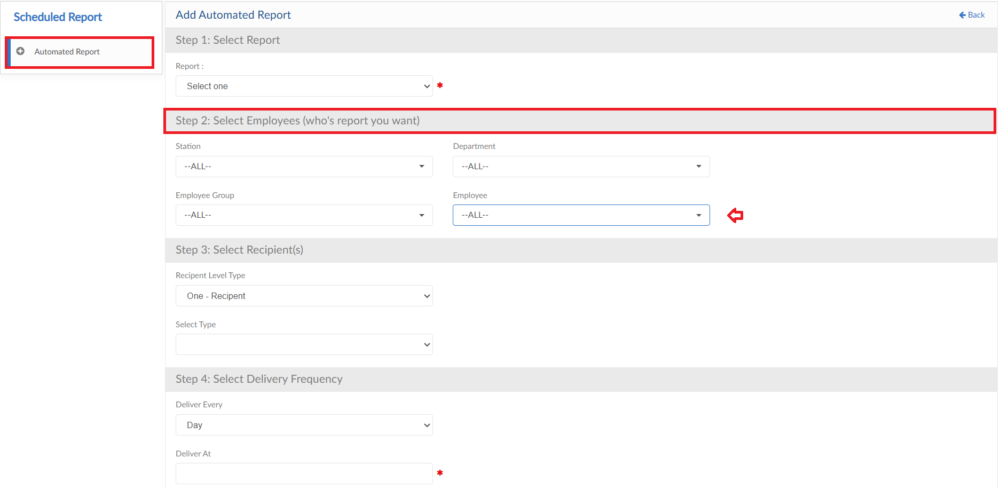 Scheduled Report
Automated Report
Add Automated Report
Back
Step 1: Select Report
Report :
Select one
*
Step 2: Select Employees (who's report you want)
Station
Department
--ALL--
--ALL--
Employee Group
Employee
--ALL--
--ALL--
Step 3: Select Recipient(s)
Recipent Level Type
One - Recipent
Select Type
Step 4: Select Delivery Frequency
Deliver Every
Day
Deliver At
*